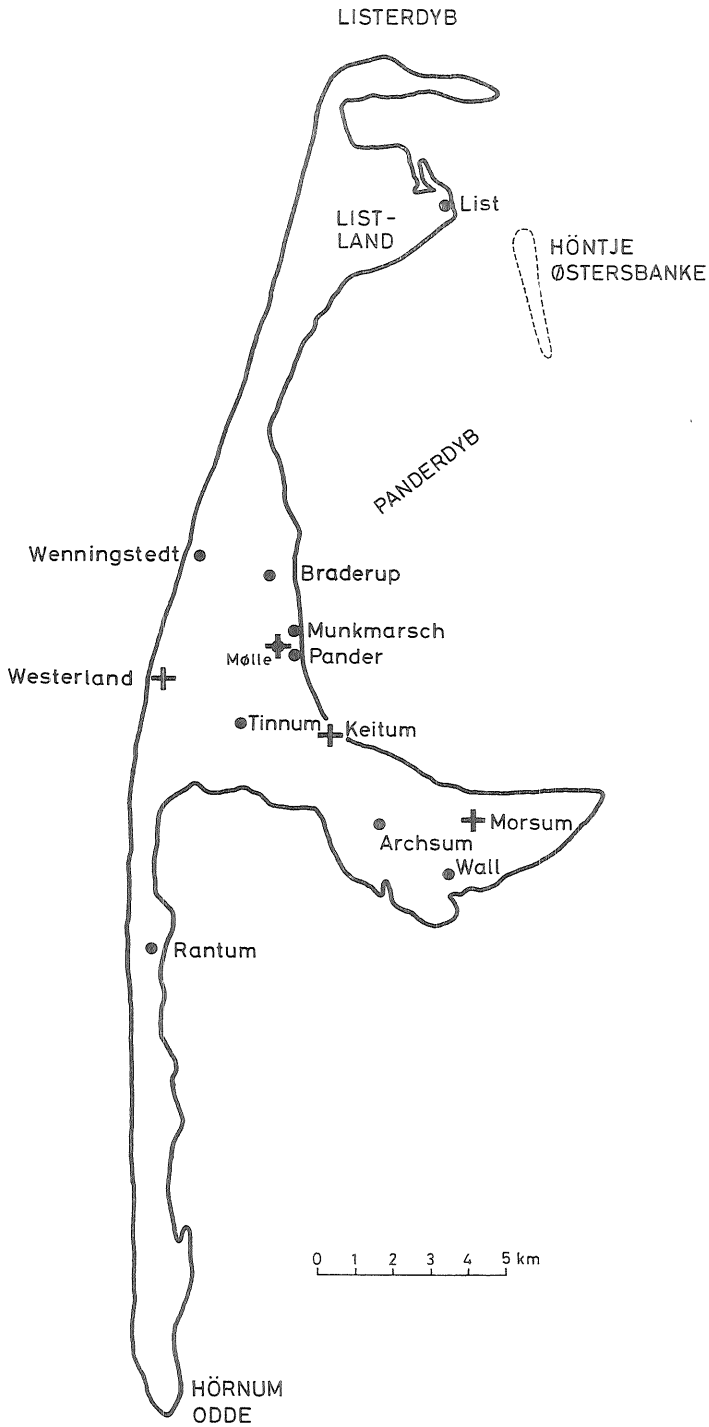 LISTERDYB
List
LIST-
LAND
HÖNTJE
ØSTERSBANKE
PANDERDYB
Wenningstedt
Braderup
Munkmarsch
Mølle
Pander
Westerland
Tinnum
Keitum
Morsum
Archsum
Wall
Rantum
0 1 2 3 4 5 km
HÖRNUM
ODDE